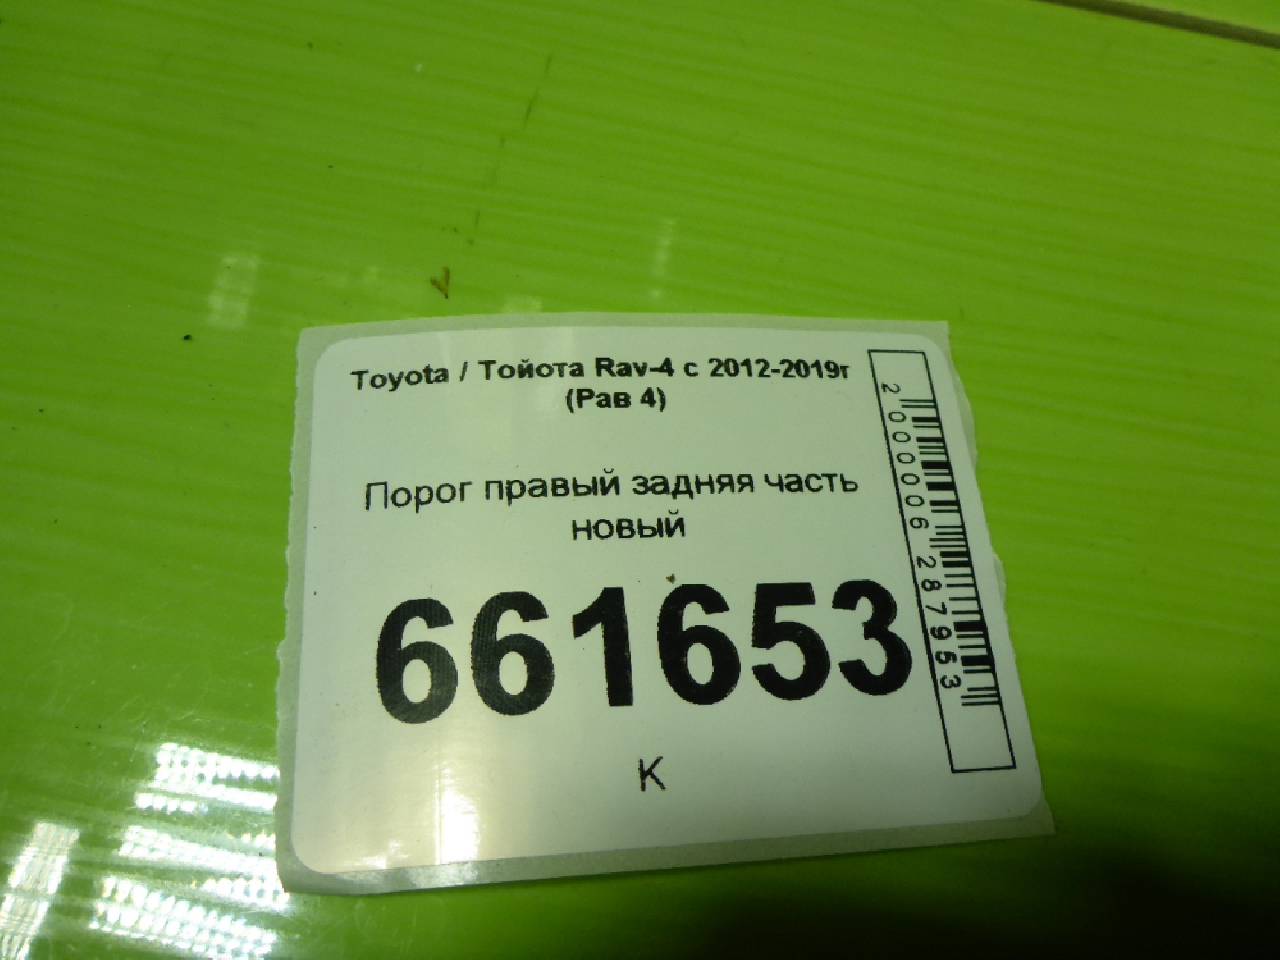 Toyota / Тойота Rav-4 с 2012-2019г
(Рав 4)
Порог правый задняя часть
новый
661653
К
2000006287953